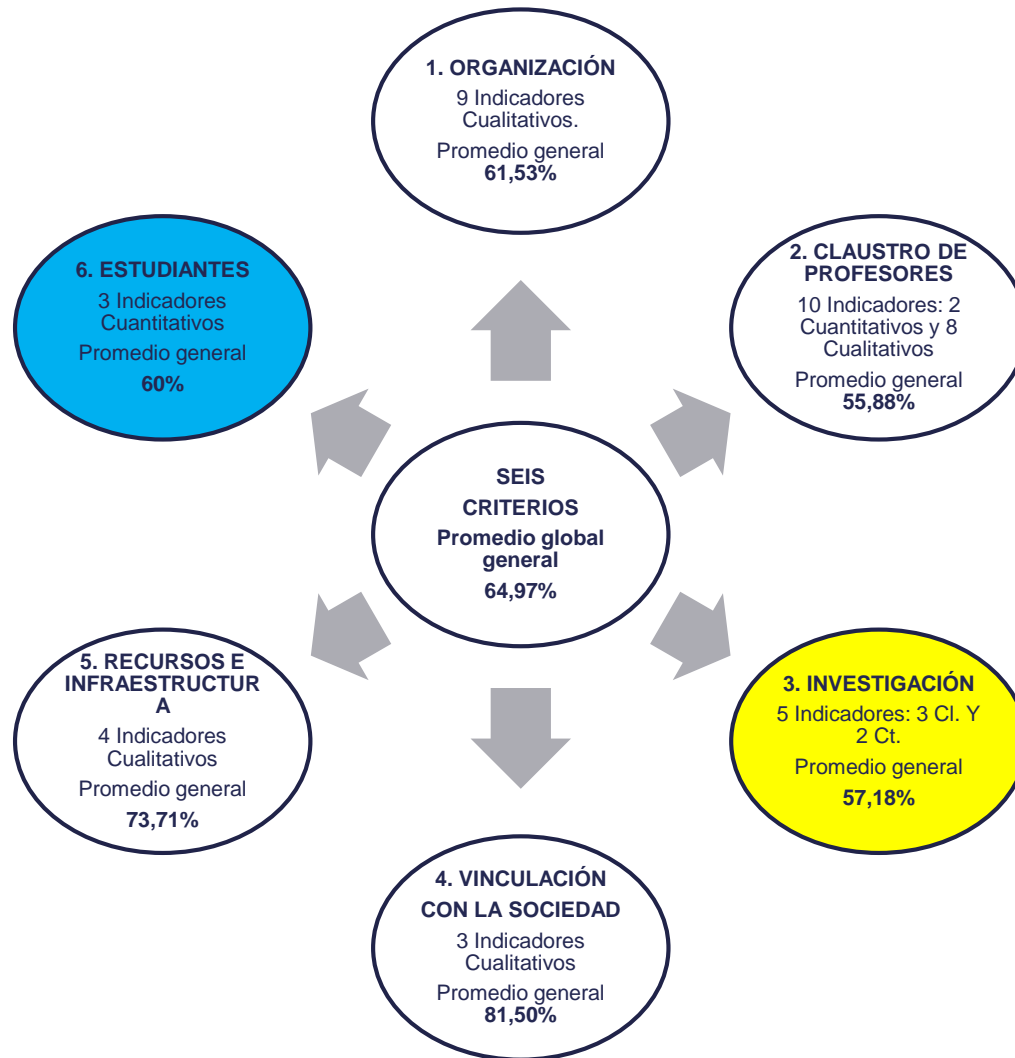 1. ORGANIZACIÓN
9 Indicadores
Cualitativos.
Promedio general
61,53%
2. CLAUSTRO DE
PROFESORES
10 Indicadores: 2
Cuantitativos y 8
Cualitativos
Promedio general
55,88%
3. INVESTIGACIÓN
5 Indicadores: 3 Cl. Y
2 Ct.
Promedio general
57,18%
4. VINCULACIÓN
CON LA SOCIEDAD
3 Indicadores
Cualitativos
Promedio general
81,50%
5. RECURSOS E
INFRAESTRUCTUR
A
4 Indicadores
Cualitativos
Promedio general
73,71%
6. ESTUDIANTES
3 Indicadores
Cuantitativos
Promedio general
60%
SEIS
CRITERIOS
Promedio global
general
64,97%